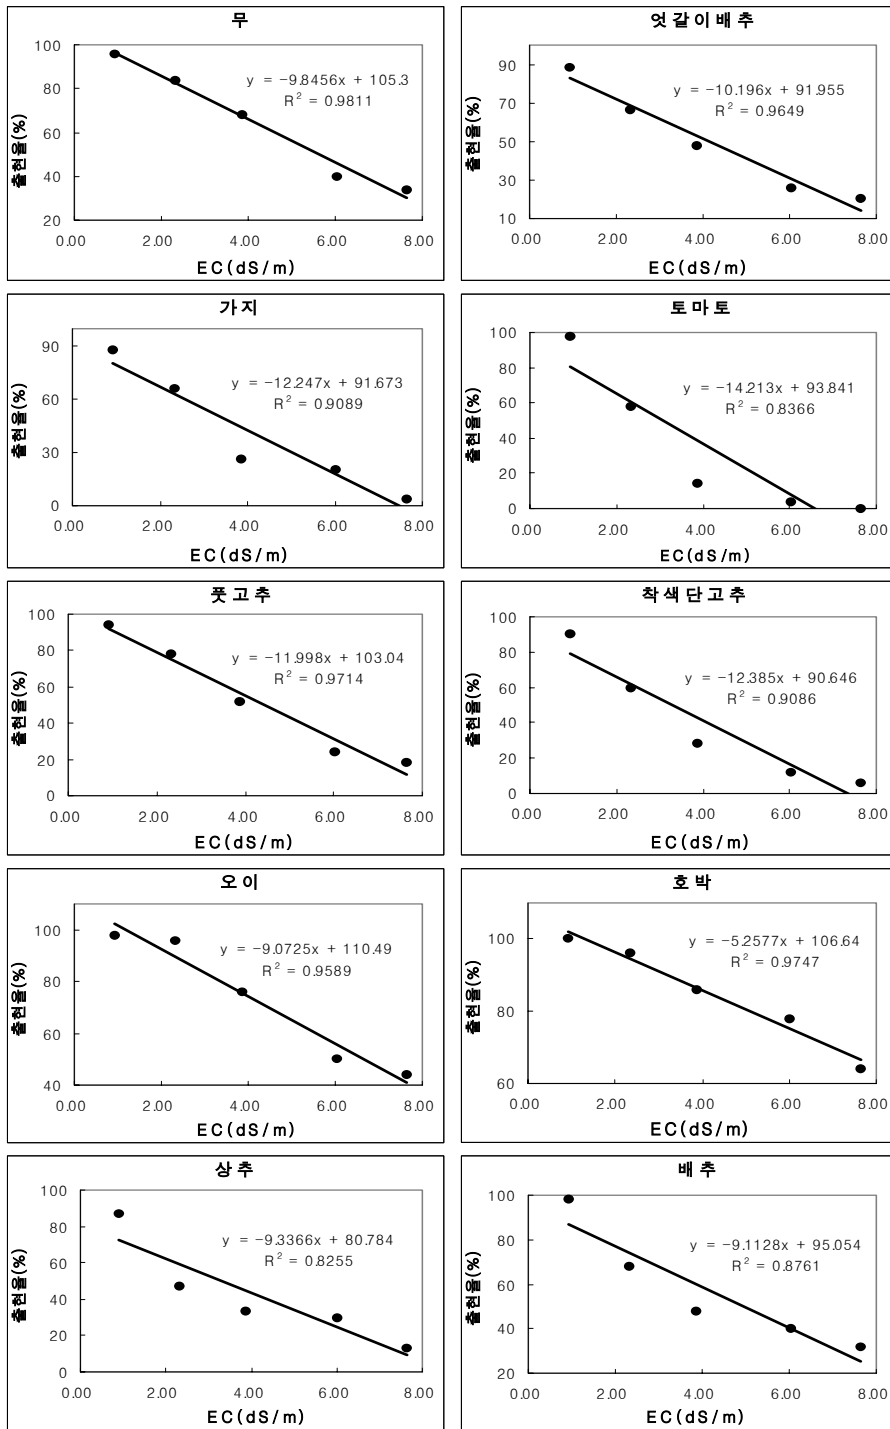 무
출현율(%)
100
80
60
40
20
y = −9.8456x + 105.3
R² = 0.9811
0.00 2.00 4.00 6.00 8.00
EC(dS/m)
엇갈이배추
출현율(%)
90
70
50
30
10
y = −10.196x + 91.955
R² = 0.9649
0.00 2.00 4.00 6.00 8.00
EC(dS/m)
가지
출현율(%)
90
60
30
0
y = −12.247x + 91.673
R² = 0.9089
0.00 2.00 4.00 6.00 8.00
EC(dS/m)
토마토
출현율(%)
100
80
60
40
20
0
y = −14.213x + 93.841
R² = 0.8366
0.00 2.00 4.00 6.00 8.00
EC(dS/m)
풋고추
출현율(%)
100
80
60
40
20
0
y = −11.998x + 103.04
R² = 0.9714
0.00 2.00 4.00 6.00 8.00
EC(dS/m)
착색단고추
출현율(%)
100
80
60
40
20
0
y = −12.385x + 90.646
R² = 0.9086
0.00 2.00 4.00 6.00 8.00
EC(dS/m)
오이
출현율(%)
100
80
60
40
y = −9.0725x + 110.49
R² = 0.9589
0.00 2.00 4.00 6.00 8.00
EC(dS/m)
호박
출현율(%)
100
80
60
y = −5.2577x + 106.64
R² = 0.9747
0.00 2.00 4.00 6.00 8.00
EC(dS/m)
상추
출현율(%)
100
80
60
40
20
0
y = −9.3366x + 80.784
R² = 0.8255
0.00 2.00 4.00 6.00 8.00
EC(dS/m)
배추
출현율(%)
100
80
60
40
20
y = −9.1128x + 95.054
R² = 0.8761
0.00 2.00 4.00 6.00 8.00
EC(dS/m)